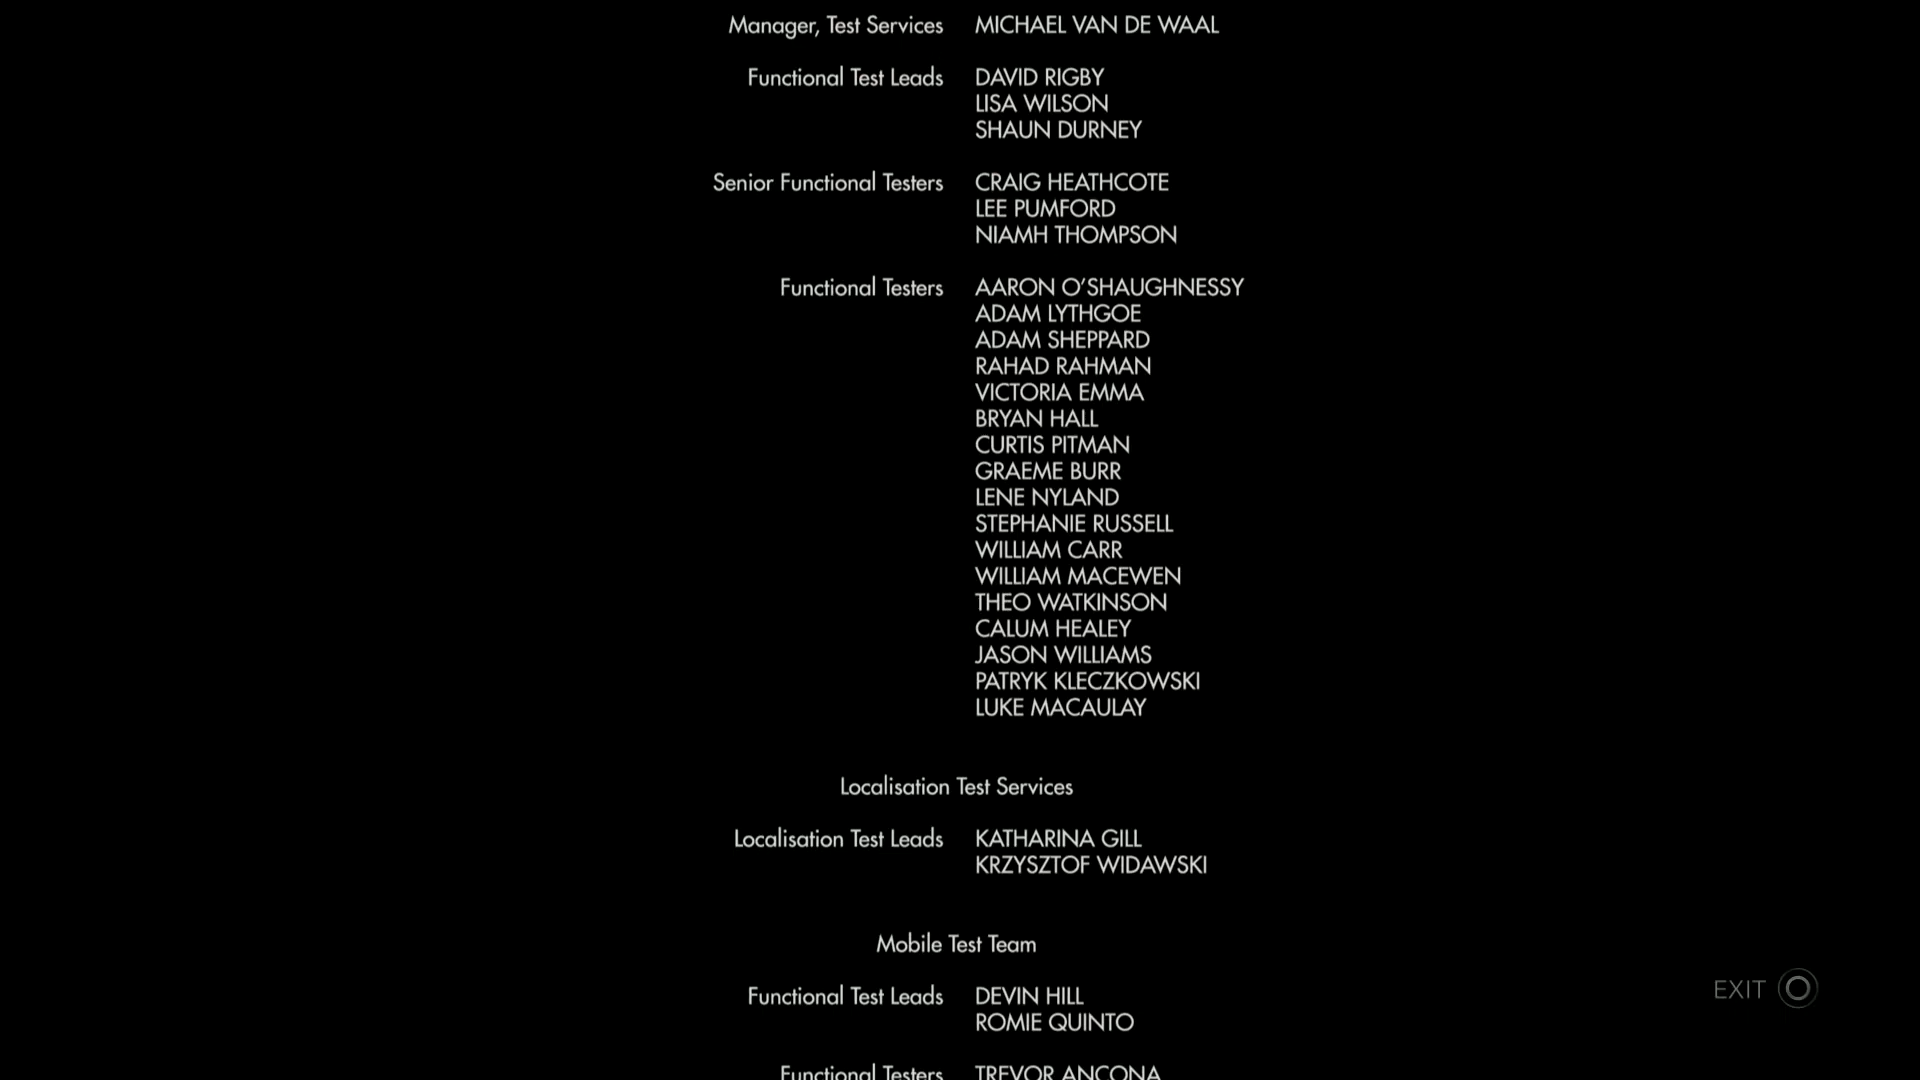 Manager, Test Services MICHAEL VAN DE WAAL
Functional Test Leads DAVID RIGBY
LISA WILSON
SHAUN DURNEY
Senior Functional Testers CRAIG HEATHCOTE
LEE PUMFORD
NIAMH THOMPSON
Functional Testers AARON O’SHAUGHNESSY
ADAM LYTHGOE
ADAM SHEPPARD
RAHAD RAHMAN
VICTORIA EMMA
BRYAN HALL
CURTIS PITMAN
GRAEME BURR
LENE NYLAND
STEPHANIE RUSSELL
WILLIAM CARR
WILLIAM MACEWEN
THEO WATKINSON
CALUM HEALEY
JASON WILLIAMS
PATRYK KLECZKOWSKI
LUKE MACAULAY
Localisation Test Services
Localisation Test Leads KATHARINA GILL
KRZYSZTOF WIDAWSKI
Mobile Test Team
Functional Test Leads DEVIN HILL
ROMIE QUINTO
EXIT
Functional Testers TREVOR ANCONA